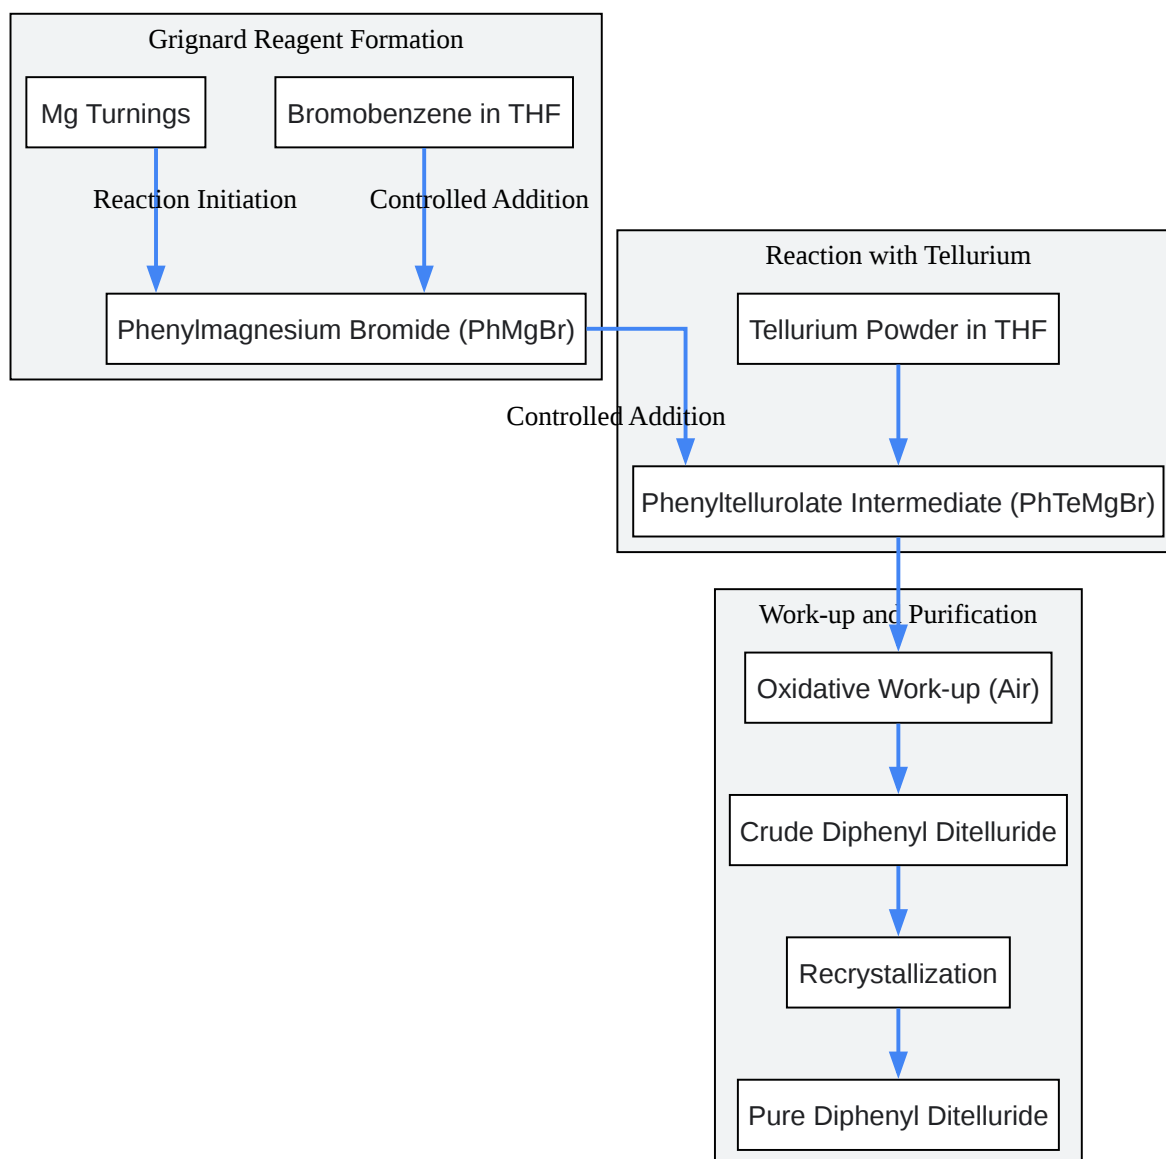 Grignard Reagent Formation
Mg Turnings
Bromobenzene in THF
Reaction Initiation
Controlled Addition
Phenylmagnesium Bromide (PhMgBr)
Reaction with Tellurium
Tellurium Powder in THF
Controlled Addition
Phenyltellurolate Intermediate (PhTeMgBr)
Work-up and Purification
Oxidative Work-up (Air)
Crude Diphenyl Ditelluride
Recrystallization
Pure Diphenyl Ditelluride